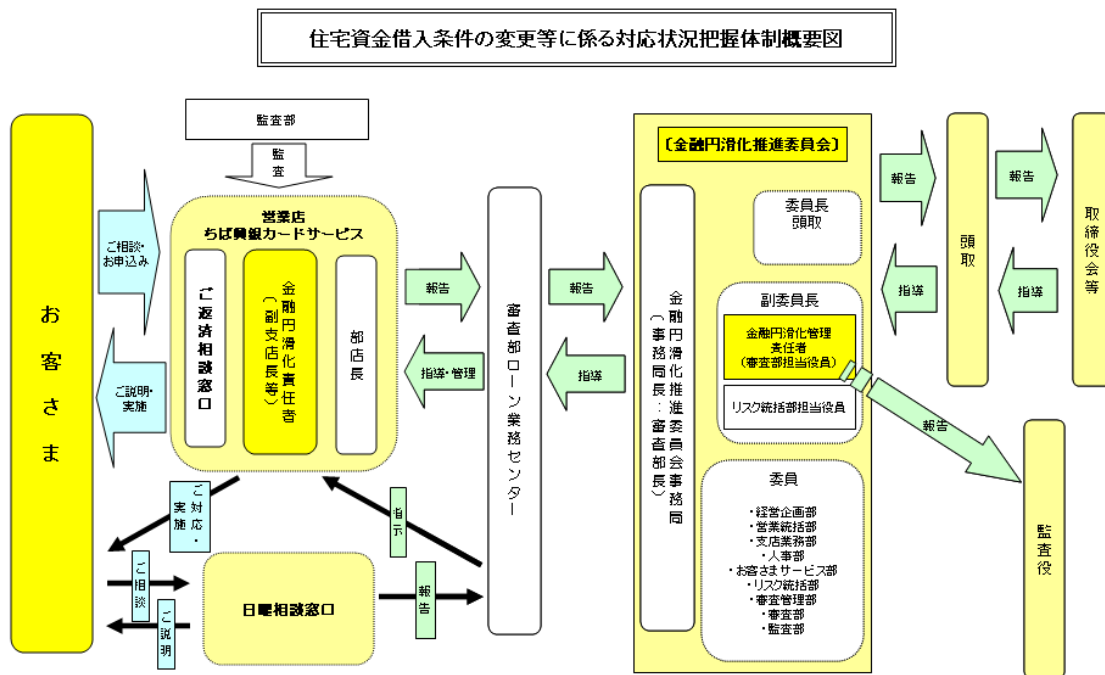 住宅資金借入条件の変更等に係る対応状況把握体制概要図
お客さま
ご相談・
お申込み
ご説明・
実施
監査部
監査
営業店
ちば興銀カードサービス
ご返済相談窓口
金融円滑化責任者
（副支店長等）
部店長
報告
指導・管理
審査部ローン業務センター
報告
指導
〔金融円滑化推進委員会〕
金融円滑化推進委員会事務局
（事務局長：審査部長）
委員長
頭取
副委員長
金融円滑化管理
責任者
（審査部担当役員）
リスク統括部担当役員
委員
・経営企画部
・営業統括部
・支店業務部
・人事部
・お客さまサービス部
・リスク統括部
・審査管理部
・審査部
・監査部
報告
指導
頭取
報告
指導
取締役会等
報告
監査役
ご対応・
実施
指示
ご相談
ご説明
日曜相談窓口
報告